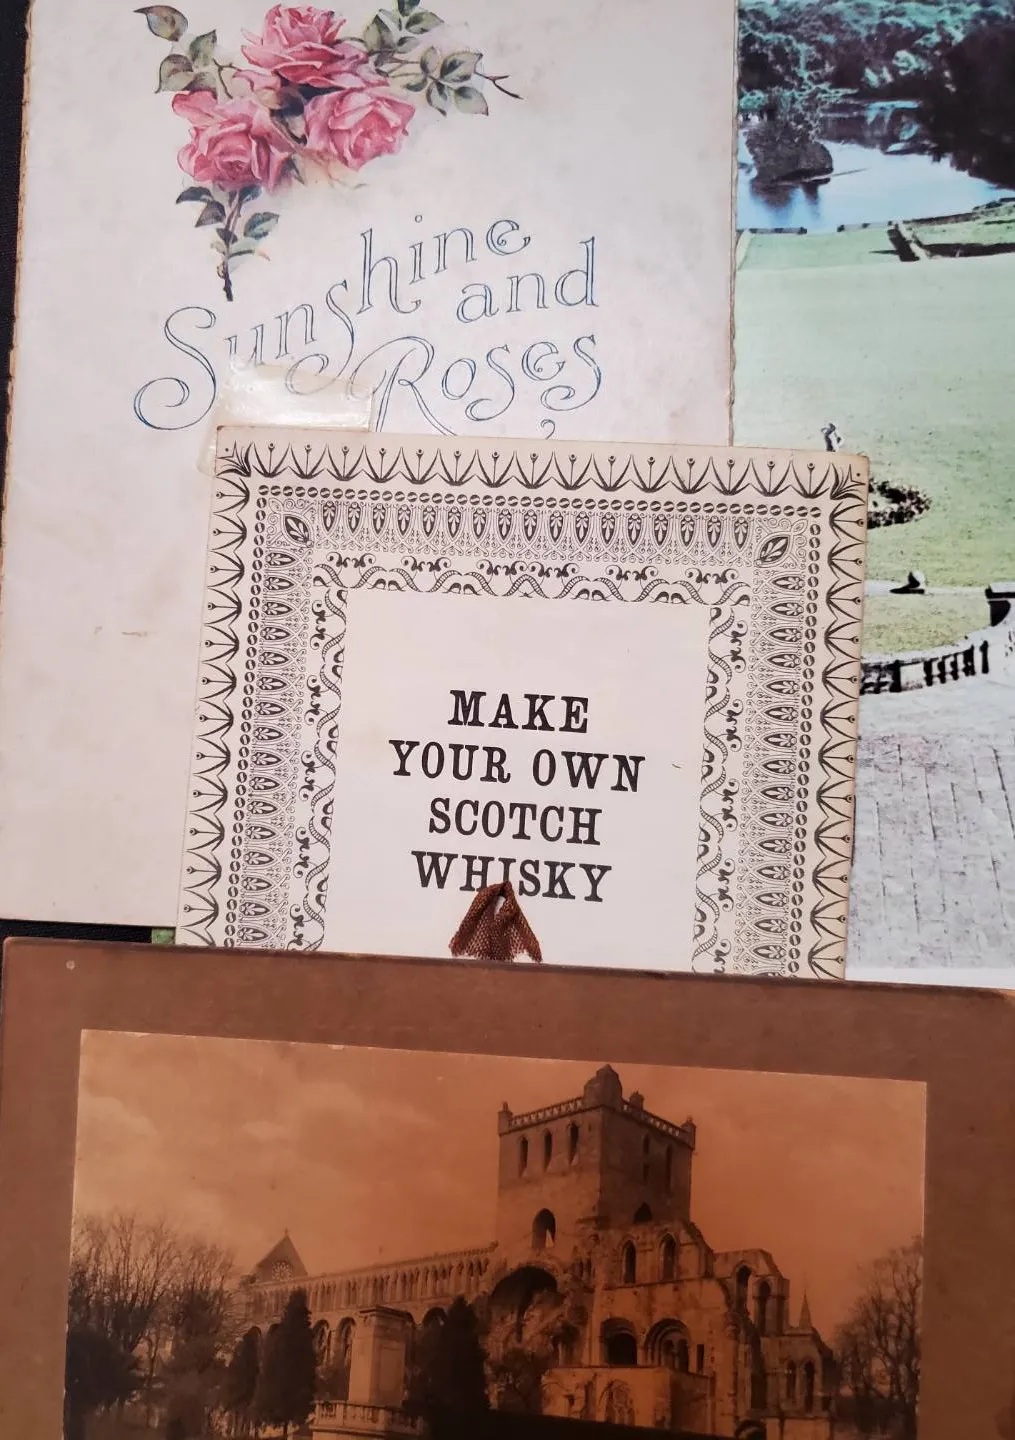 Sunshine
and
Roses
MAKE
YOUR OWN
SCOTCH
WHISKY